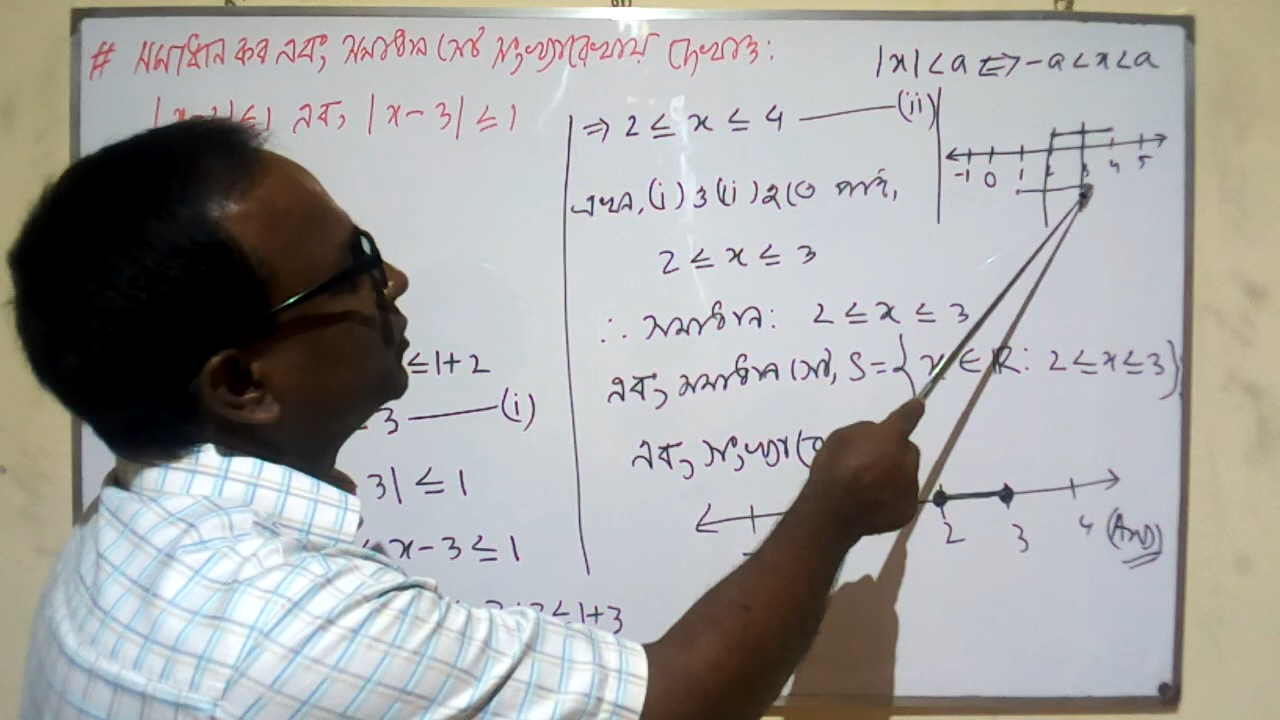 # সমাধান কর এবং সমাধান সেট সংখ্যারেখায় দেখাও:
|x-2| ≤ 1 এবং |x-3| ≤ 1
≤1+2
3 —— (i)
3| ≤ 1
x-3 ≤ 1
≤ 1+3
⇒ 2 ≤ x ≤ 4 —— (ii)
এখন, (i) ও (ii) হতে পাই,
2 ≤ x ≤ 3
∴ সমাধান: 2 ≤ x ≤ 3
এবং সমাধান সেট, S = {x ∈ R: 2 ≤ x ≤ 3}
এবং
2 3 4 (Ans)
|x| < a ⇔ -a < x < a
-1 0 1 4 5